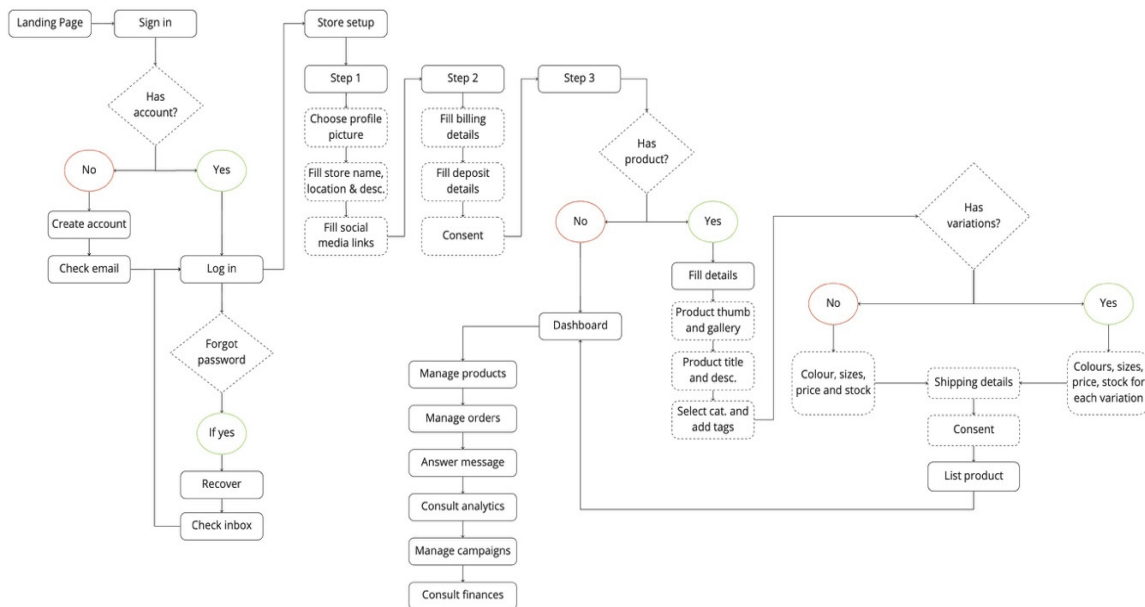 Landing Page
Sign in
Has
account?
No
Yes
Create account
Check email
Log in
Forgot
password
If yes
Recover
Check inbox
Store setup
Step 1
Choose profile
picture
Fill store name,
location & desc.
Fill social
media links
Step 2
Fill billing
details
Fill deposit
details
Consent
Step 3
Has
product?
No
Yes
Fill details
Product thumb
and gallery
Product title
and desc.
Select cat. and
add tags
Dashboard
Manage products
Manage orders
Answer message
Consult analytics
Manage campaigns
Consult finances
Has
variations?
No
Yes
Colour, sizes,
price and stock
Colours, sizes,
price, stock for
each variation
Shipping details
Consent
List product